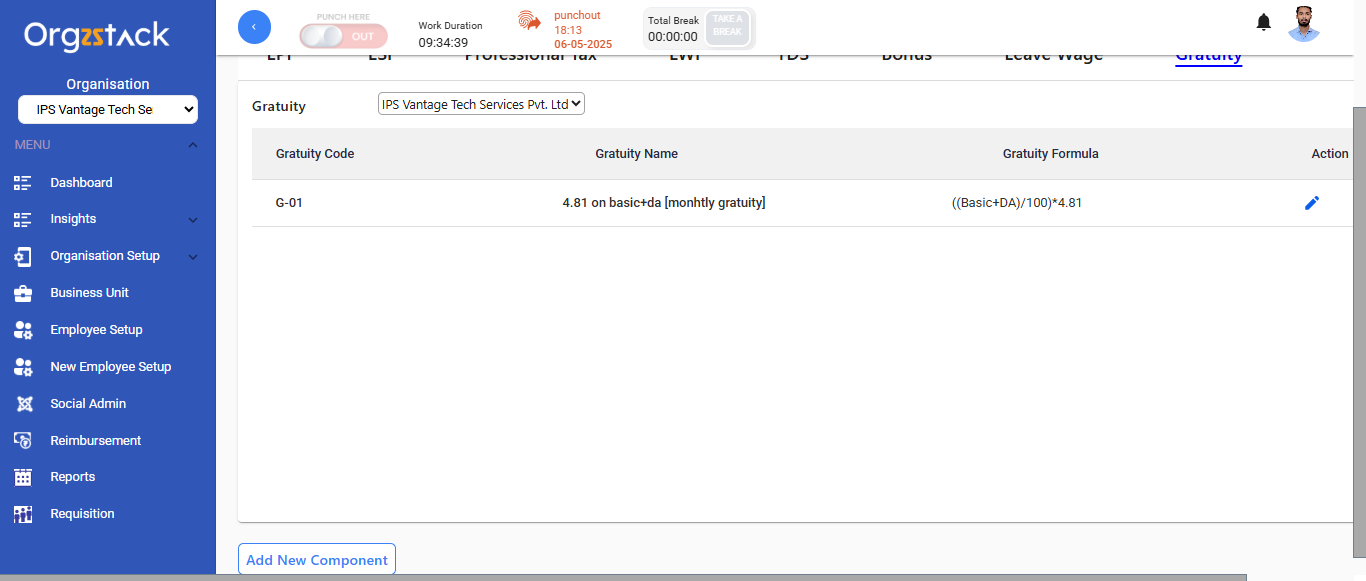 Orgzstack
Organisation
IPS Vantage Tech Se
MENU
Dashboard
Insights
Organisation Setup
Business Unit
Employee Setup
New Employee Setup
Social Admin
Reimbursement
Reports
Requisition
PUNCH HERE
OUT
Work Duration
09:34:39
punchout
18:13
06-05-2025
Total Break
00:00:00
TAKE A
BREAK
EPF ESI Professional Tax LWF TDS Bonus Leave Wage Gratuity
Gratuity IPS Vantage Tech Services Pvt. Ltd
Gratuity Code Gratuity Name Gratuity Formula Action
G-01 4.81 on basic+da [monhtly gratuity] ((Basic+DA)/100)*4.81
Add New Component